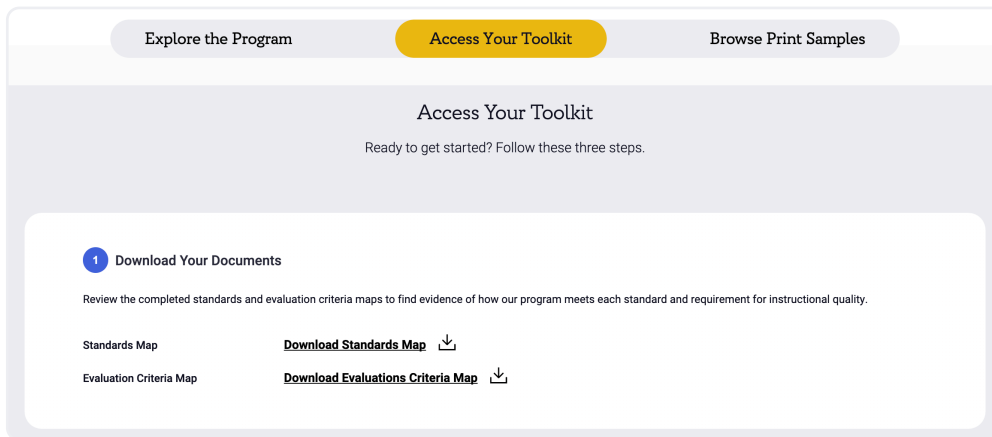 Explore the Program
Access Your Toolkit
Browse Print Samples
Access Your Toolkit
Ready to get started? Follow these three steps.
1 Download Your Documents
Review the completed standards and evaluation criteria maps to find evidence of how our program meets each standard and requirement for instructional quality.
Standards Map Download Standards Map
Evaluation Criteria Map Download Evaluations Criteria Map